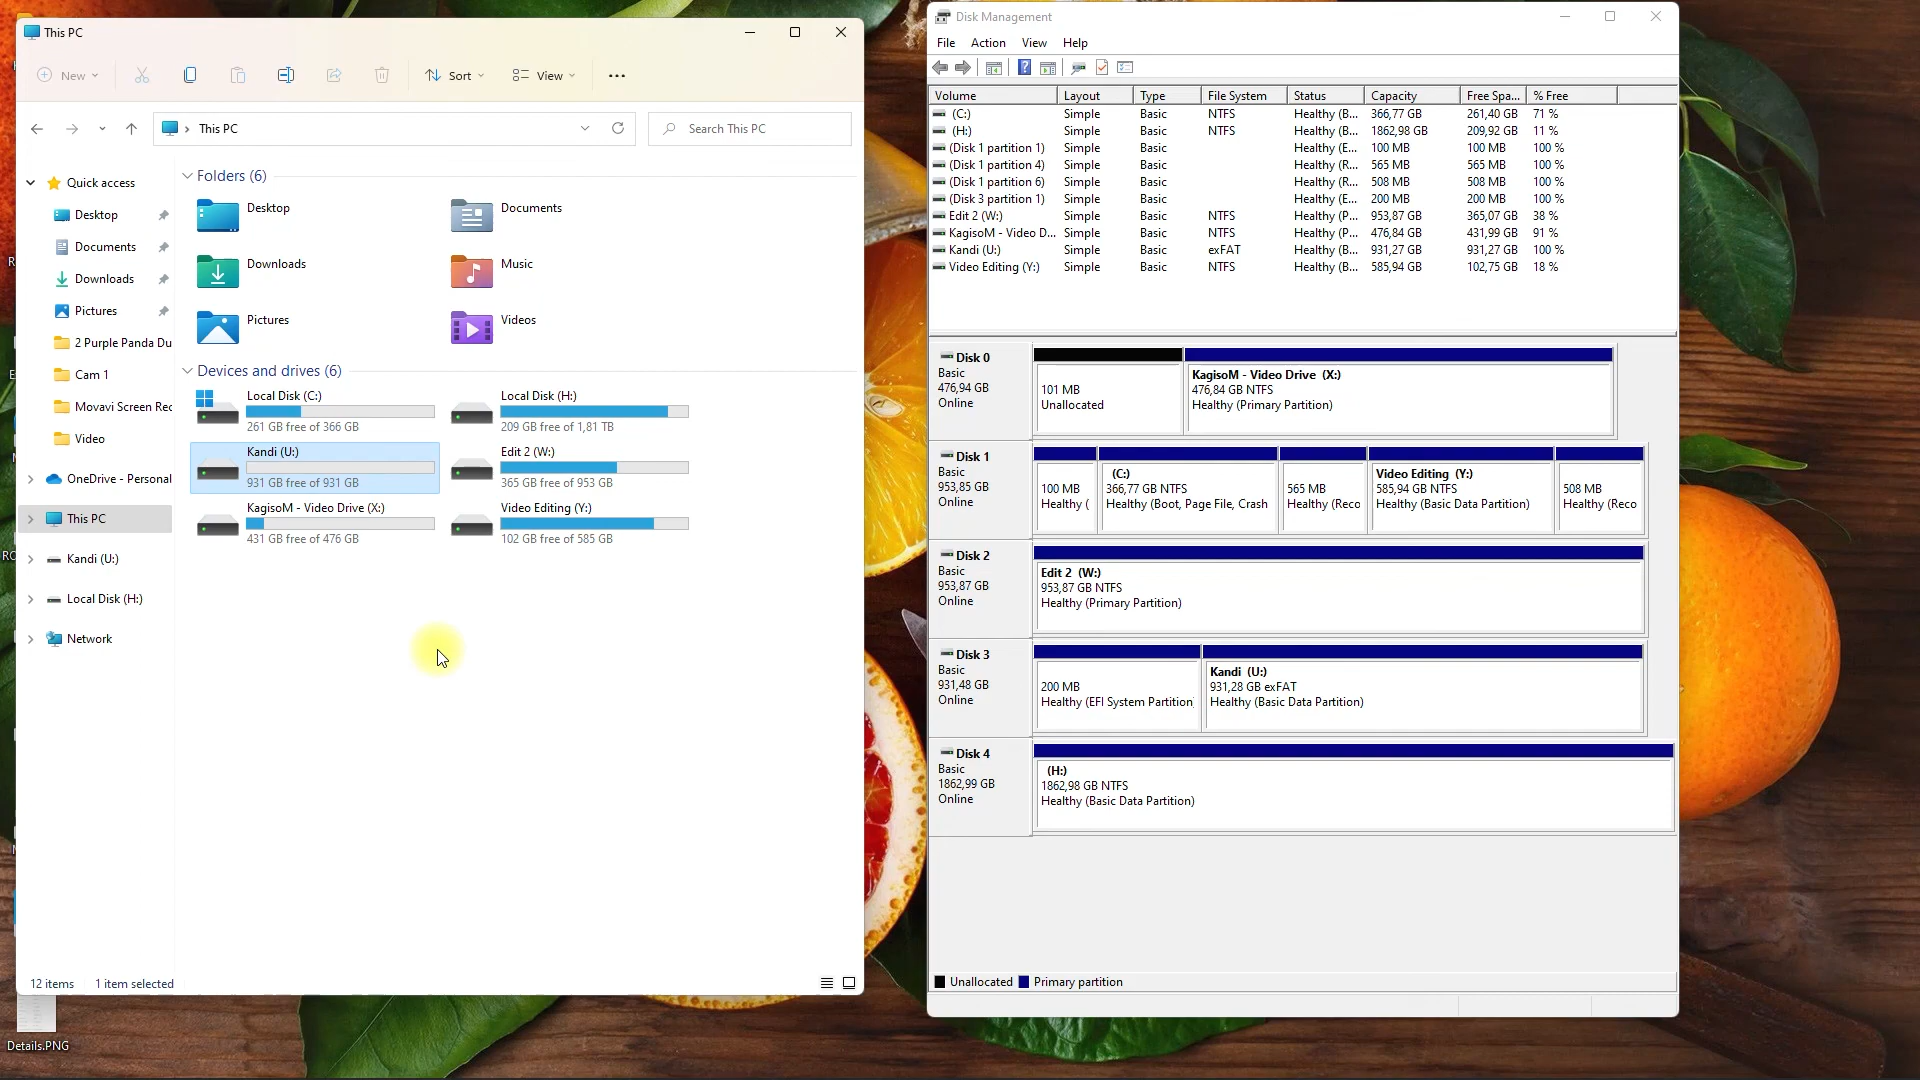 This PC
New
Sort
View
This PC
Search This PC
Quick access
Desktop
Documents
Downloads
Pictures
2 Purple Panda Du
Cam 1
Movavi Screen Rec
Video
OneDrive - Personal
This PC
Kandi (U:)
Local Disk (H:)
Network
Folders (6)
Desktop
Documents
Downloads
Music
Pictures
Videos
Devices and drives (6)
Local Disk (C:)
261 GB free of 366 GB
Local Disk (H:)
209 GB free of 1,81 TB
Kandi (U:)
931 GB free of 931 GB
Edit 2 (W:)
365 GB free of 953 GB
KagisoM - Video Drive (X:)
431 GB free of 476 GB
Video Editing (Y:)
102 GB free of 585 GB
12 items 1 item selected
Details.PNG
Disk Management
File Action View Help
Volume Layout Type File System Status Capacity Free Spa... % Free
(C:) Simple Basic NTFS Healthy (B... 366,77 GB 261,40 GB 71 %
(H:) Simple Basic NTFS Healthy (B... 1862,98 GB 209,92 GB 11 %
(Disk 1 partition 1) Simple Basic Healthy (E... 100 MB 100 MB 100 %
(Disk 1 partition 4) Simple Basic Healthy (R... 565 MB 565 MB 100 %
(Disk 1 partition 6) Simple Basic Healthy (R... 508 MB 508 MB 100 %
(Disk 3 partition 1) Simple Basic Healthy (E... 200 MB 200 MB 100 %
Edit 2 (W:) Simple Basic NTFS Healthy (P... 953,87 GB 365,07 GB 38 %
KagisoM - Video D... Simple Basic NTFS Healthy (P... 476,84 GB 431,99 GB 91 %
Kandi (U:) Simple Basic exFAT Healthy (B... 931,27 GB 931,27 GB 100 %
Video Editing (Y:) Simple Basic NTFS Healthy (B... 585,94 GB 102,75 GB 18 %
Disk 0
Basic
476,94 GB
Online
101 MB
Unallocated
KagisoM - Video Drive (X:)
476,84 GB NTFS
Healthy (Primary Partition)
Disk 1
Basic
953,85 GB
Online
100 MB
Healthy (
(C:)
366,77 GB NTFS
Healthy (Boot, Page File, Crash
565 MB
Healthy (Reco
Video Editing (Y:)
585,94 GB NTFS
Healthy (Basic Data Partition)
508 MB
Healthy (Reco
Disk 2
Basic
953,87 GB
Online
Edit 2 (W:)
953,87 GB NTFS
Healthy (Primary Partition)
Disk 3
Basic
931,48 GB
Online
200 MB
Healthy (EFI System Partition)
Kandi (U:)
931,28 GB exFAT
Healthy (Basic Data Partition)
Disk 4
Basic
1862,99 GB
Online
(H:)
1862,98 GB NTFS
Healthy (Basic Data Partition)
Unallocated Primary partition